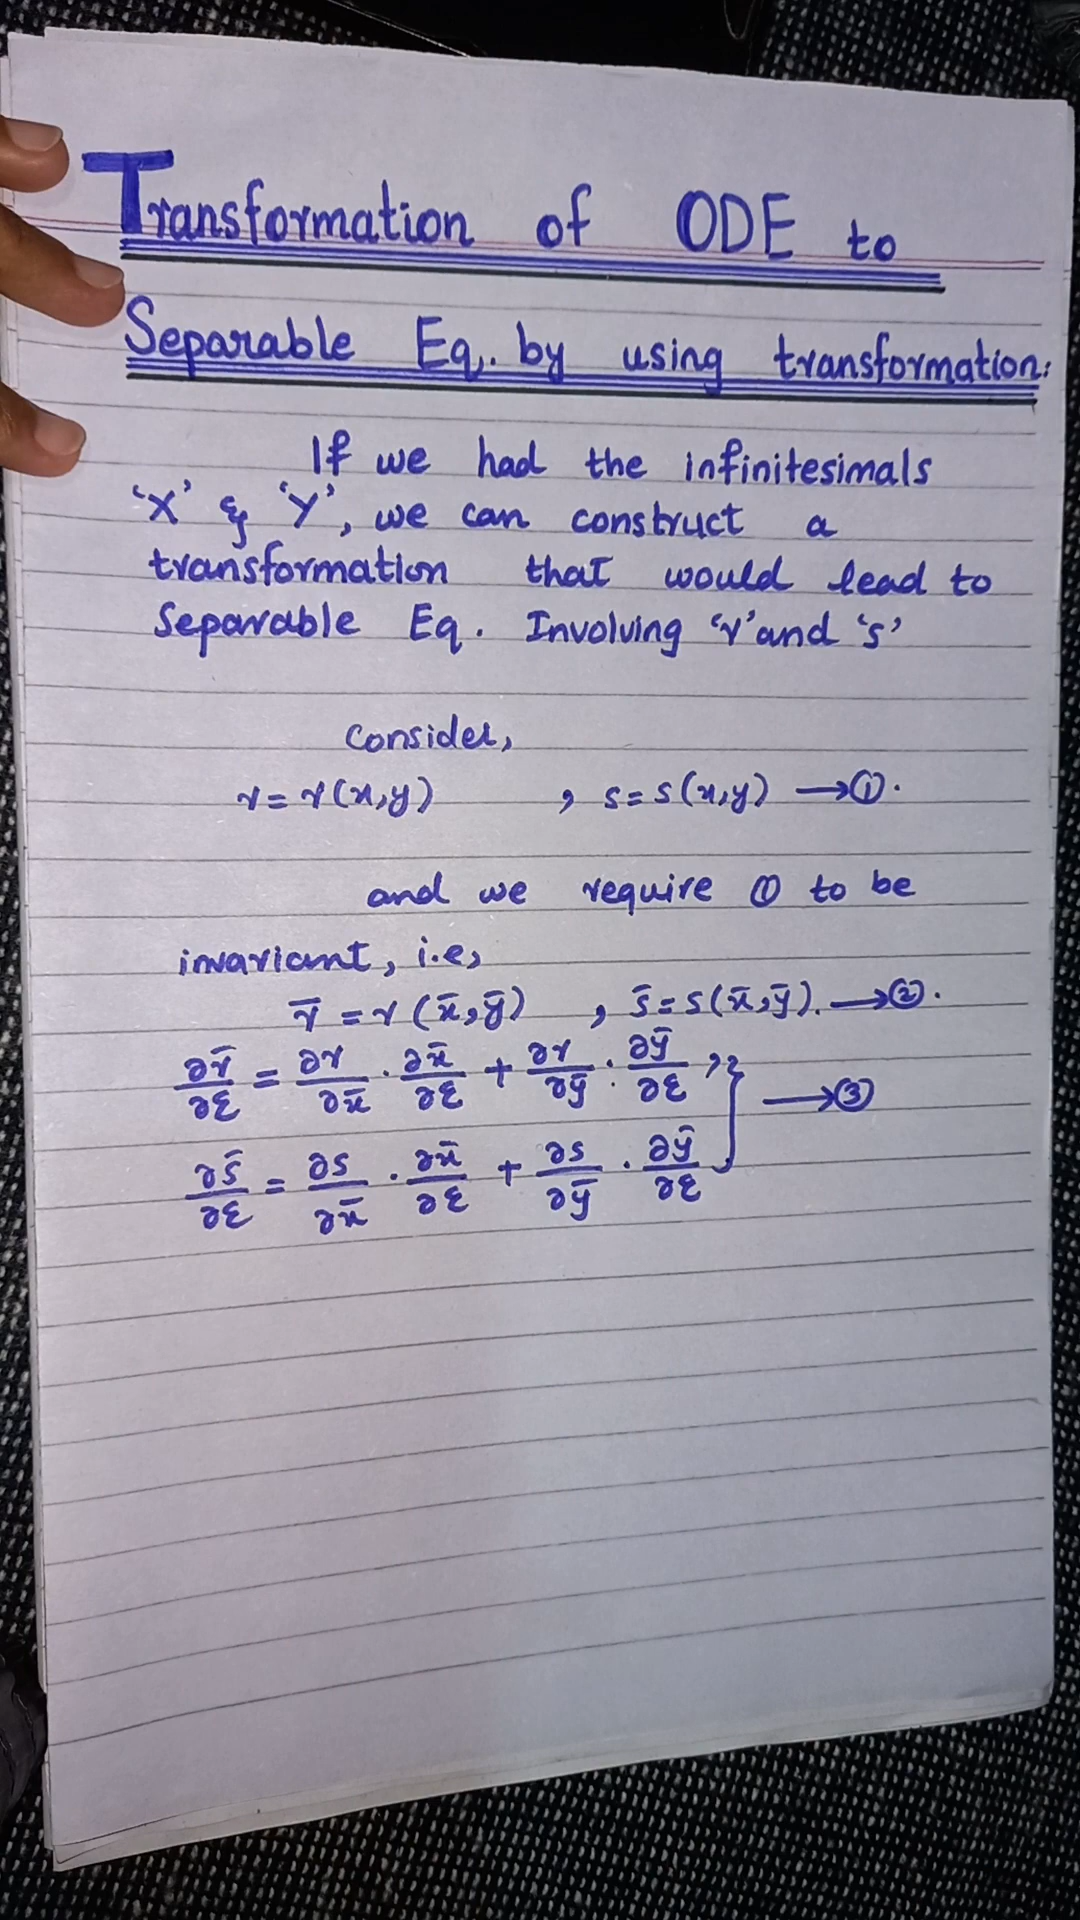 Transformation of ODE to
Separable Eq. by using transformation:
If we had the infinitesimals
'X' & 'Y', we can construct a
transformation that would lead to
Separable Eq. Involving 'r' and 's'
Consider,
r = r(x,y) , s = s(x,y) → ①.
and we require ① to be
invariant, i.e,
r̄ = r(x̄,ȳ) , s̄ = s(x̄,ȳ). → ②.
∂r̄/∂ε = ∂r/∂x̄ · ∂x̄/∂ε + ∂r/∂ȳ · ∂ȳ/∂ε , } → ③
∂s̄/∂ε = ∂s/∂x̄ · ∂x̄/∂ε + ∂s/∂ȳ · ∂ȳ/∂ε